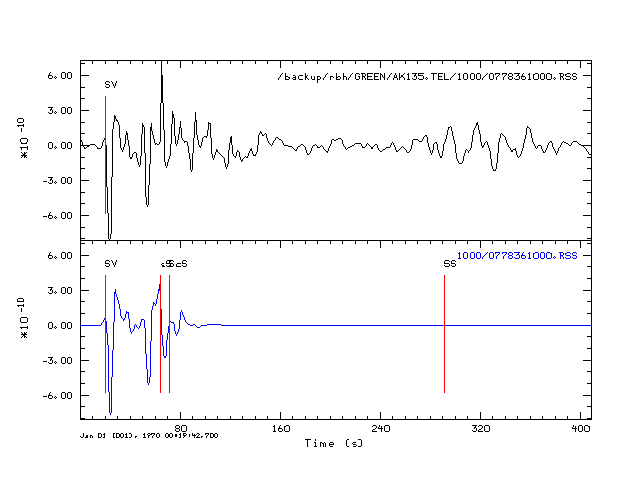 /backup/rbh/GREEN/AK135.TEL/1000/0778361000.RSS
SV
6.00
3.00
0.00
-3.00
-6.00
*10 -10
1000/0778361000.RSS
SV
ScS
SS
6.00
3.00
0.00
-3.00
-6.00
*10 -10
80
160
240
320
400
Jan 01 (001), 1970 00:19:42.700
Time (s)